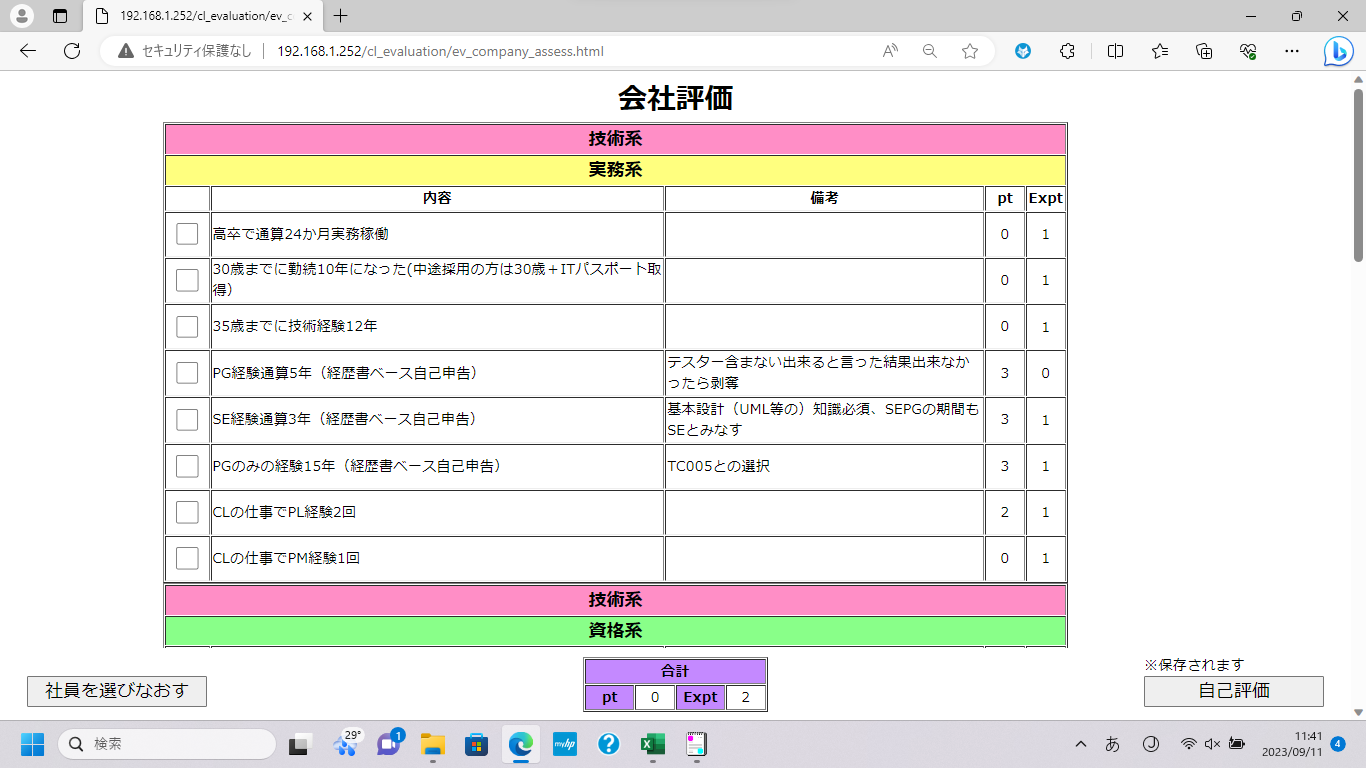 192.168.1.252/cl_evaluation/ev_c
セキュリティ保護なし
192.168.1.252/cl_evaluation/ev_company_assess.html
会社評価
技術系
実務系
内容 備考 pt Expt
高卒で通算24か月実務稼働 0 1
30歳までに勤続10年になった(中途採用の方は30歳＋ITパスポート取
得） 0 1
35歳までに技術経験12年 0 1
PG経験通算5年（経歴書ベース自己申告） テスター含まない出来ると言った結果出来なか
ったら剥奪 3 0
SE経験通算3年（経歴書ベース自己申告） 基本設計（UML等の）知識必須、SEPGの期間も
SEとみなす 3 1
PGのみの経験15年（経歴書ベース自己申告） TC005との選択 3 1
CLの仕事でPL経験2回 2 1
CLの仕事でPM経験1回 0 1
技術系
資格系
合計
pt 0 Expt 2
社員を選びなおす
※保存されます
自己評価
検索
29°
1
myhp
あ
11:41
2023/09/11
4